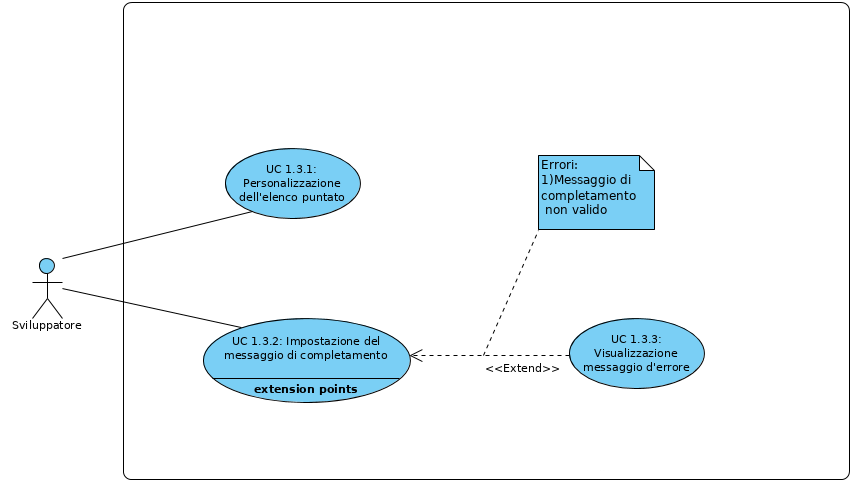 UC 1.3.1:
Personalizzazione
dell'elenco puntato
Errori:
1)Messaggio di
completamento
non valido
Sviluppatore
UC 1.3.2: Impostazione del
messaggio di completamento
extension points
<<Extend>>
UC 1.3.3:
Visualizzazione
messaggio d'errore